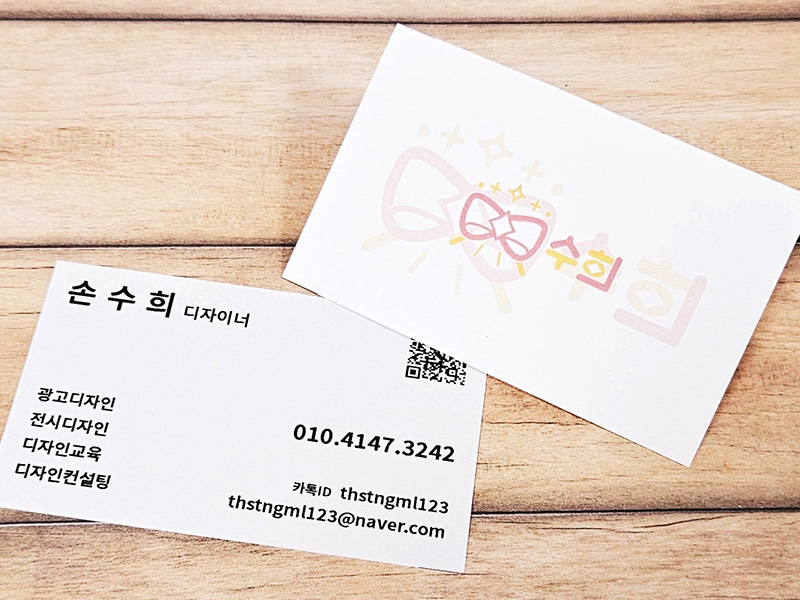 손 수 희 디자이너
광고디자인
전시디자인
디자인교육
디자인컨설팅
010.4147.3242
카톡ID thstngml123
thstngml123@naver.com
수희
희